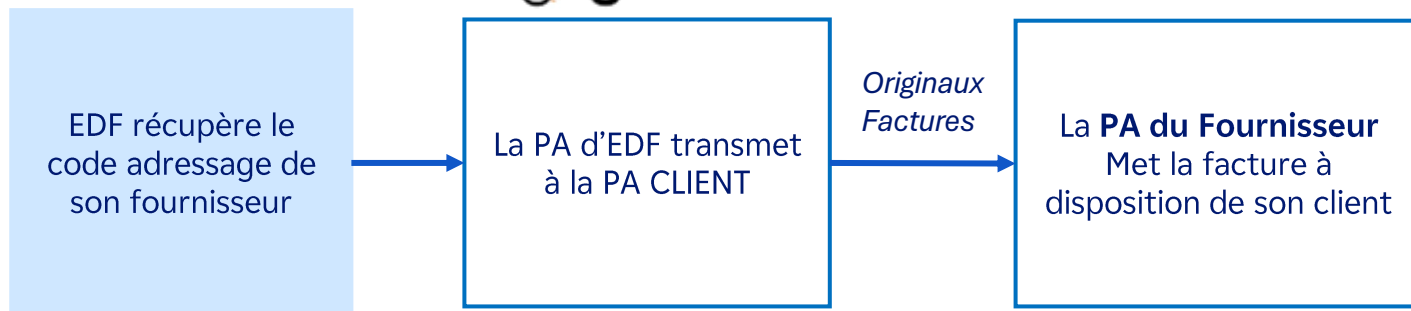 EDF récupère le
code adressage de
son fournisseur
La PA d’EDF transmet
à la PA CLIENT
Originaux
Factures
La PA du Fournisseur
Met la facture à
disposition de son client